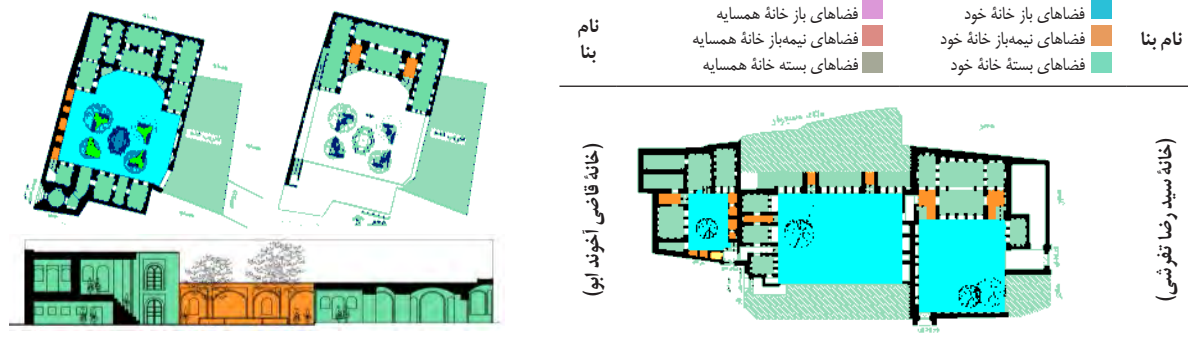 نام بنا
فضاهای باز خانهٔ خود
فضاهای نیمه‌باز خانهٔ خود
فضاهای بستهٔ خانهٔ خود
فضاهای باز خانهٔ همسایه
فضاهای نیمه‌باز خانهٔ همسایه
فضاهای بسته خانهٔ همسایه
نام
بنا
(خانهٔ سید رضا تفرشی)
(خانهٔ قاضی آخوند ابو)